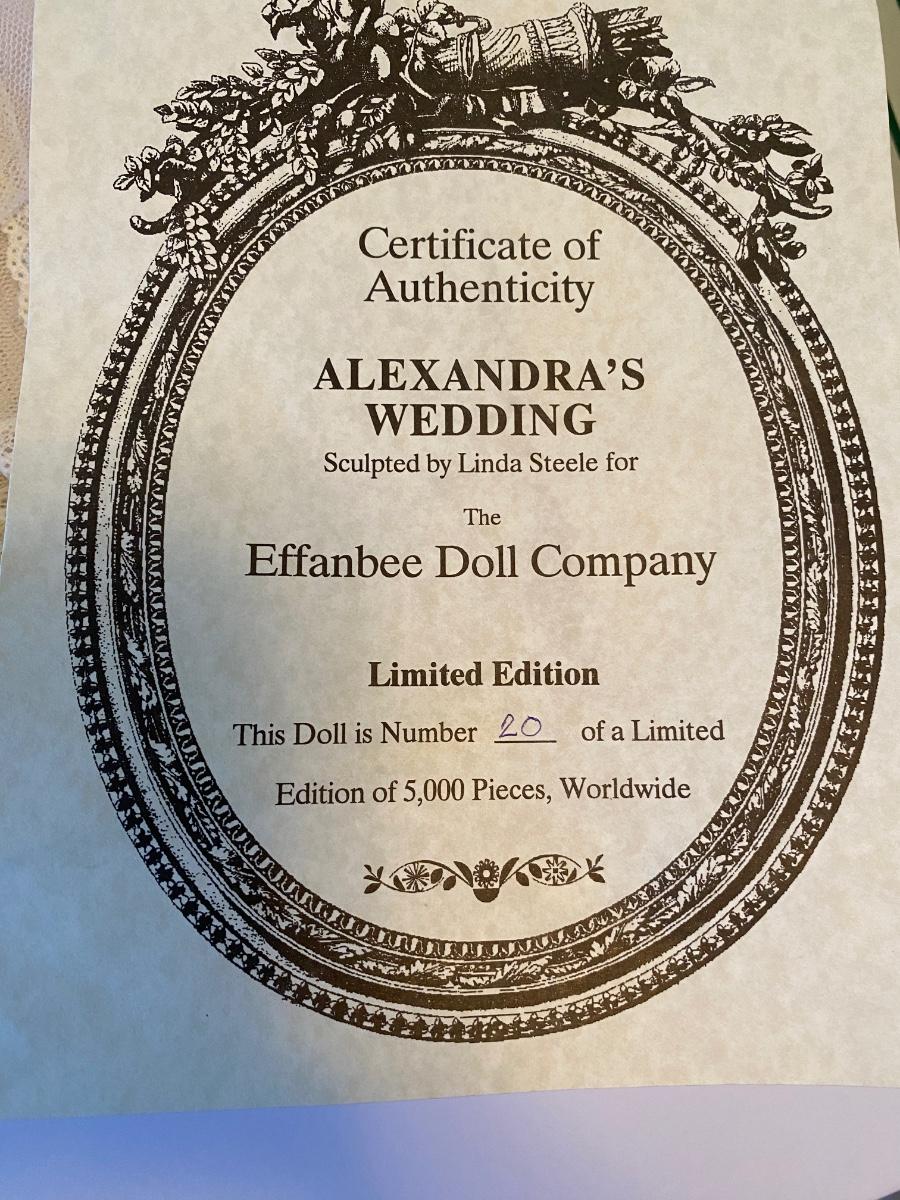 Certificate of
Authenticity
ALEXANDRA'S
WEDDING
Sculpted by Linda Steele for
The
Effanbee Doll Company
Limited Edition
This Doll is Number 20 of a Limited
Edition of 5,000 Pieces, Worldwide